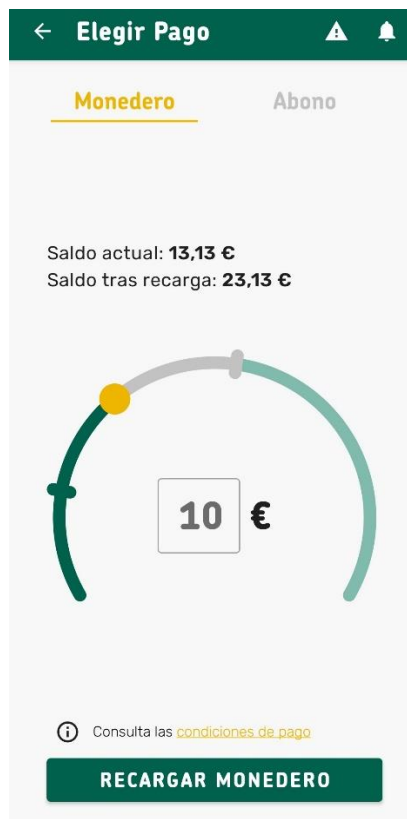 Elegir Pago
Monedero Abono
Saldo actual: 13,13 €
Saldo tras recarga: 23,13 €
10 €
Consulta las condiciones de pago
RECARGAR MONEDERO